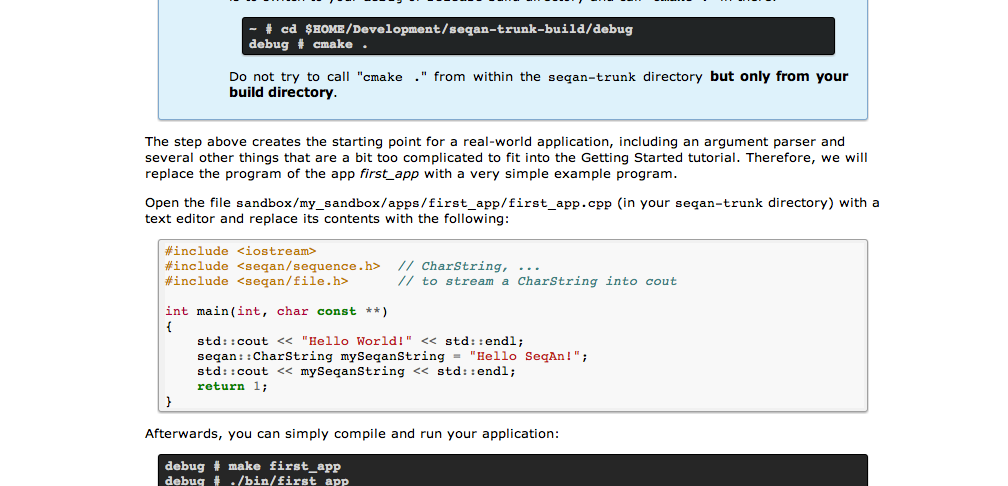 ~ # cd $HOME/Development/seqan-trunk-build/debug
debug # cmake .
Do not try to call "cmake ." from within the seqan-trunk directory but only from your
build directory.
The step above creates the starting point for a real-world application, including an argument parser and
several other things that are a bit too complicated to fit into the Getting Started tutorial. Therefore, we will
replace the program of the app first_app with a very simple example program.
Open the file sandbox/my_sandbox/apps/first_app/first_app.cpp (in your seqan-trunk directory) with a
text editor and replace its contents with the following:
#include <iostream>
#include <seqan/sequence.h>  // CharString, ...
#include <seqan/file.h>      // to stream a CharString into cout
int main(int, char const **)
{
    std::cout << "Hello World!" << std::endl;
    seqan::CharString mySeqanString = "Hello SeqAn!";
    std::cout << mySeqanString << std::endl;
    return 1;
}
Afterwards, you can simply compile and run your application:
debug # make first_app
debug # ./bin/first_app